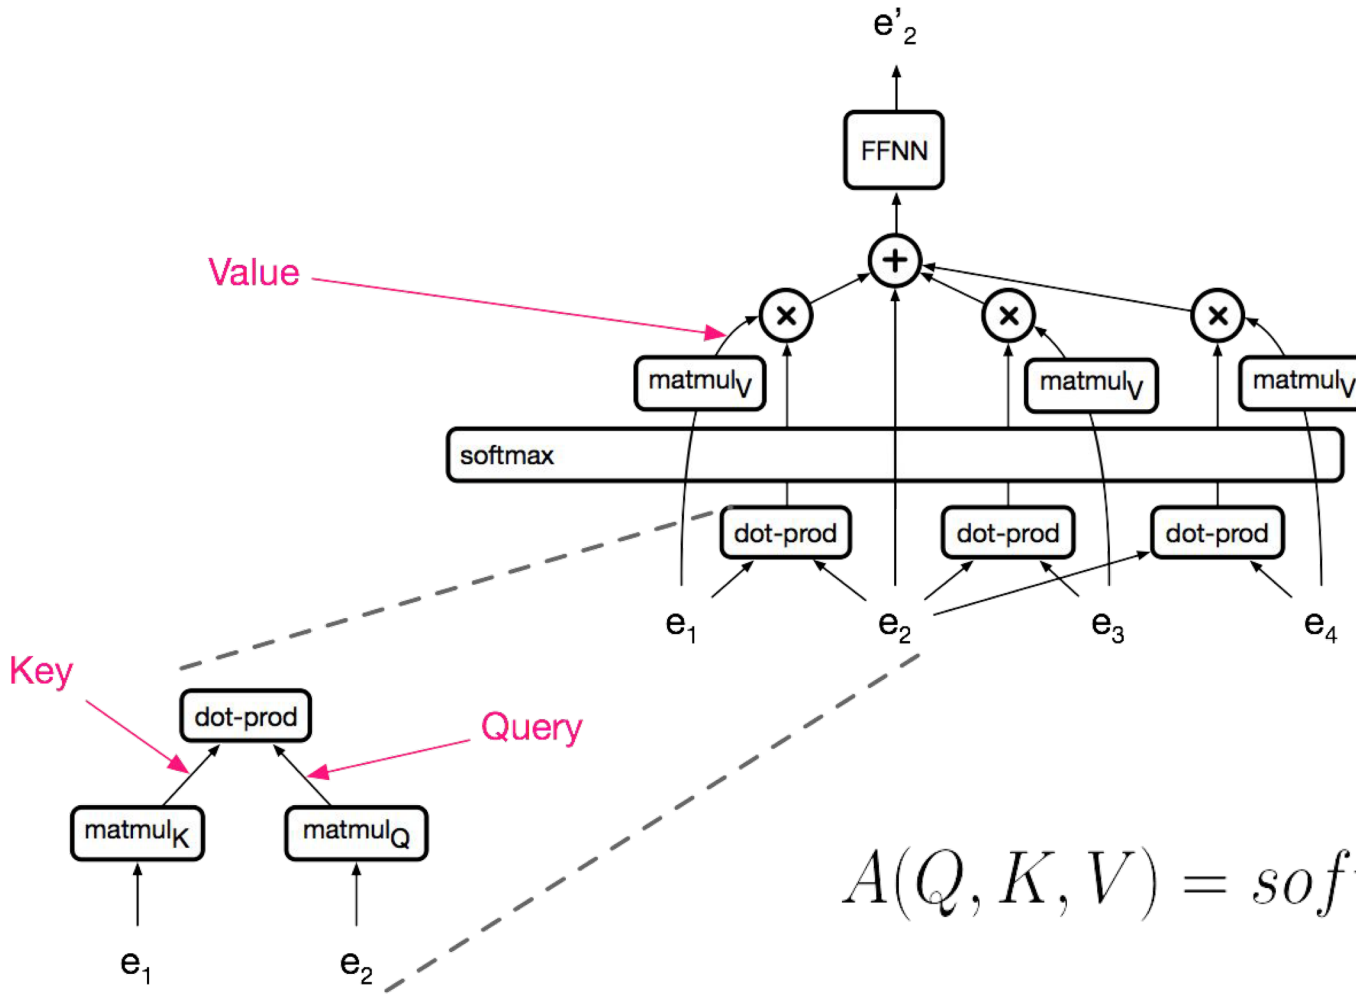 e'2
FFNN
+
Value
× × ×
matmulV matmulV matmulV
softmax
dot-prod dot-prod dot-prod
e1 e2 e3 e4
Key
dot-prod
Query
matmulK matmulQ
A(Q, K, V) = sof
e1 e2